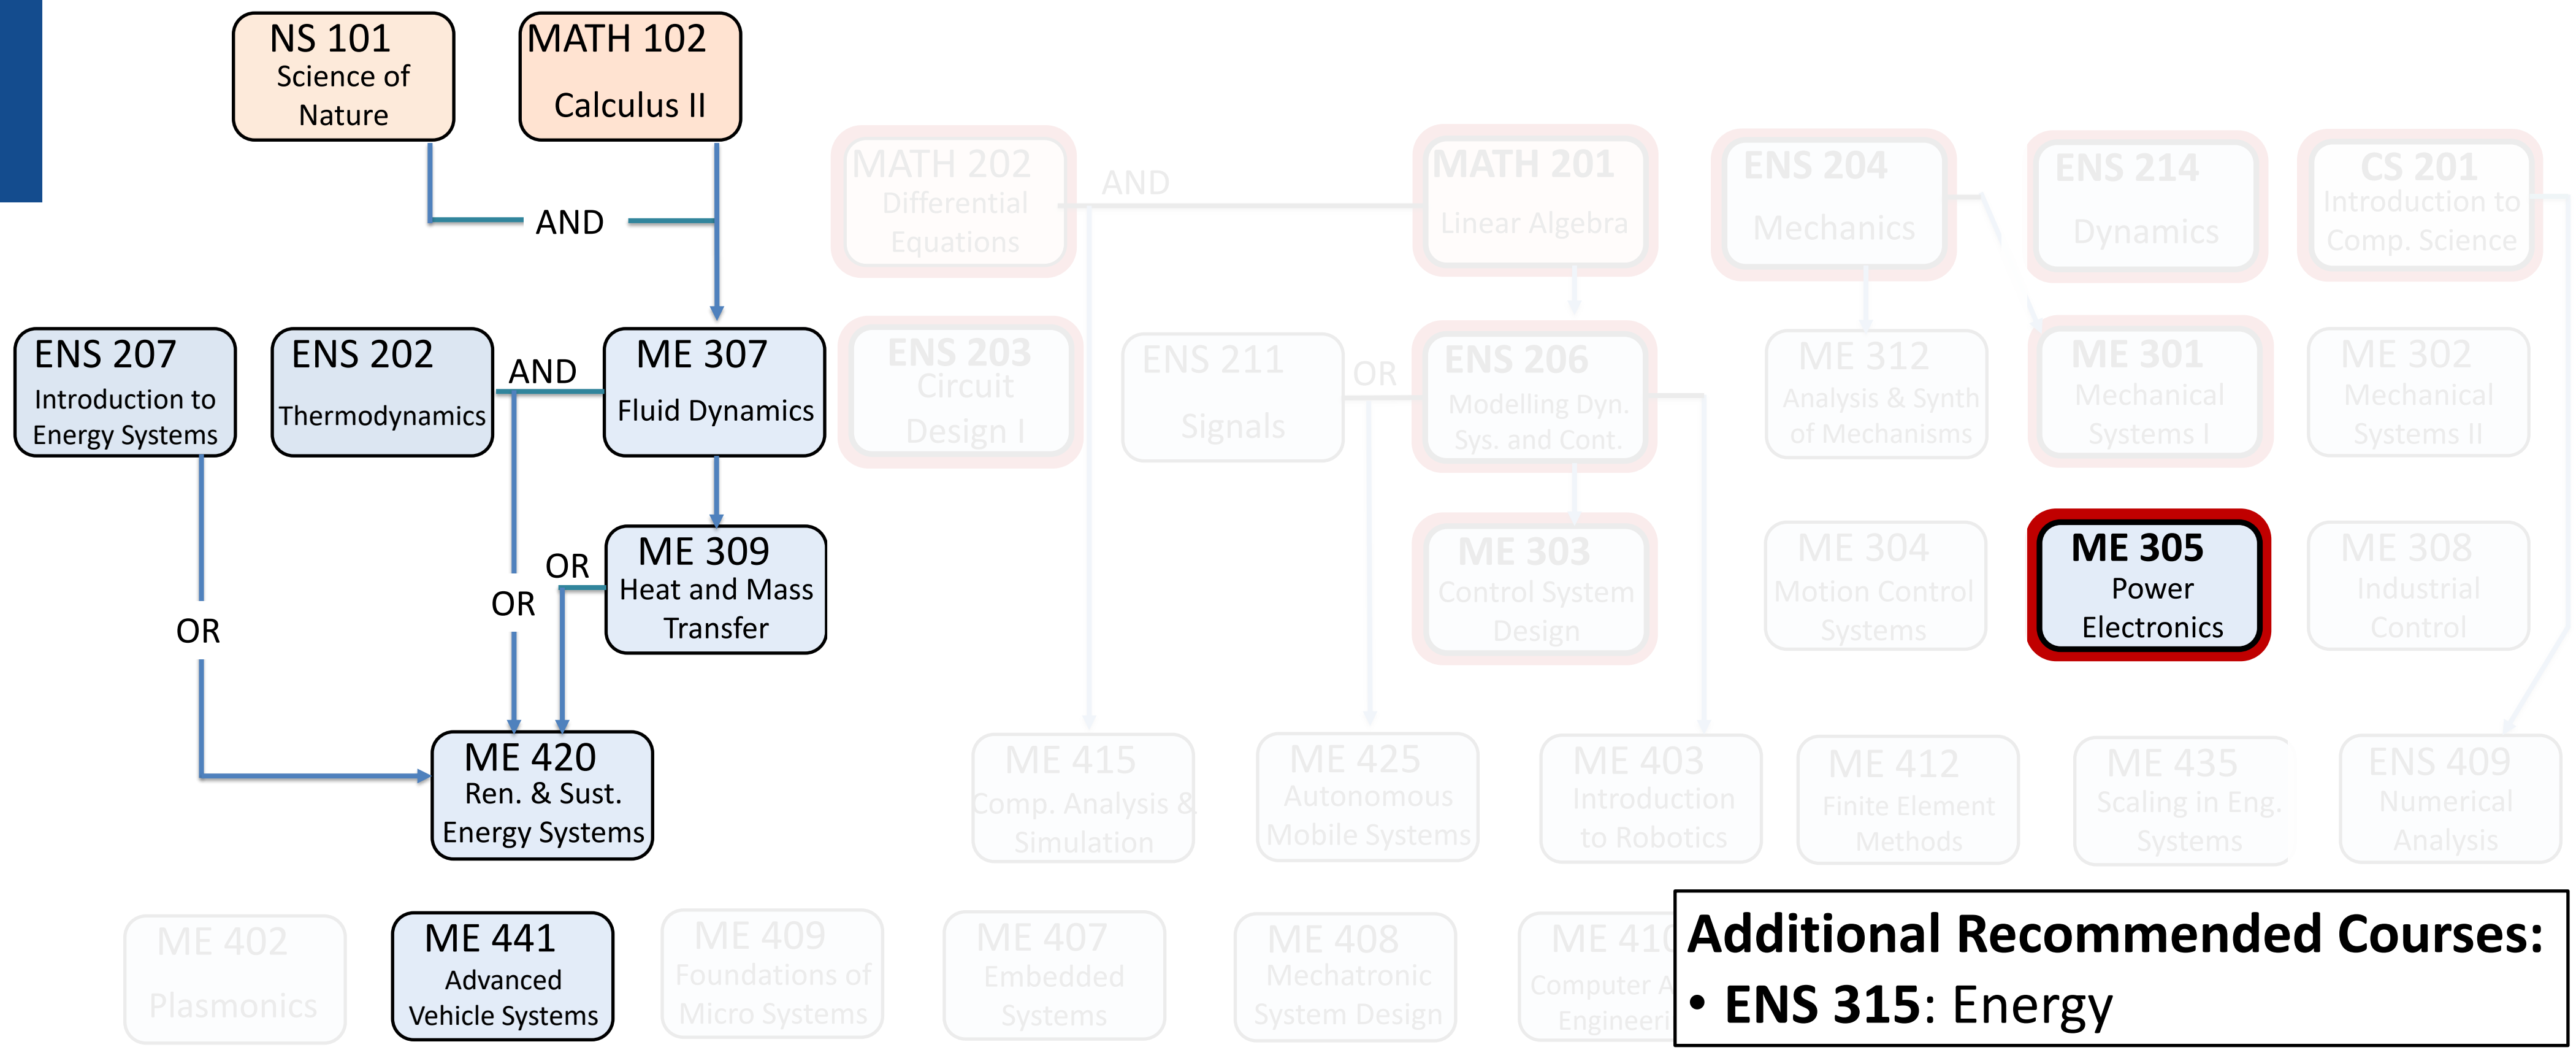 NS 101
Science of
Nature
MATH 102
Calculus II
AND
MATH 202
Differential
Equations
AND
MATH 201
Linear Algebra
ENS 204
Mechanics
ENS 214
Dynamics
CS 201
Introduction to
Comp. Science
ENS 207
Introduction to
Energy Systems
ENS 202
Thermodynamics
AND
ME 307
Fluid Dynamics
ENS 203
Circuit
Design I
ENS 211
Signals
OR
ENS 206
Modelling Dyn.
Sys. and Cont.
ME 312
Analysis & Synth
of Mechanisms
ME 301
Mechanical
Systems I
ME 302
Mechanical
Systems II
OR
OR
OR
ME 309
Heat and Mass
Transfer
ME 303
Control System
Design
ME 304
Motion Control
Systems
ME 305
Power
Electronics
ME 308
Industrial
Control
ME 420
Ren. & Sust.
Energy Systems
ME 415
Comp. Analysis &
Simulation
ME 425
Autonomous
Mobile Systems
ME 403
Introduction
to Robotics
ME 412
Finite Element
Methods
ME 435
Scaling in Eng.
Systems
ENS 409
Numerical
Analysis
ME 402
Plasmonics
ME 441
Advanced
Vehicle Systems
ME 409
Foundations of
Micro Systems
ME 407
Embedded
Systems
ME 408
Mechatronic
System Design
ME 410
Computer A
Engineeri
Additional Recommended Courses:
• ENS 315: Energy